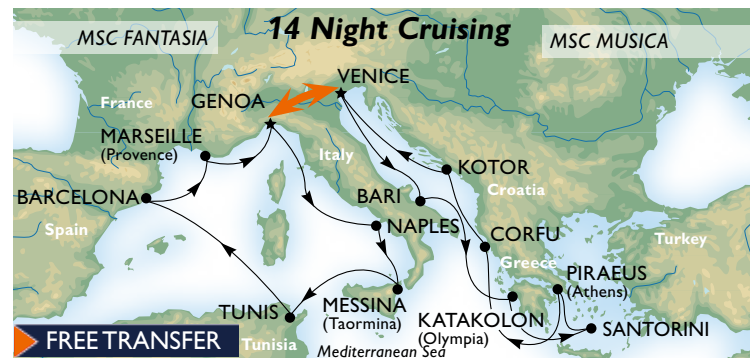 14 Night Cruising
MSC FANTASIA
MSC MUSICA
VENICE
GENOA
France
MARSEILLE
(Provence)
Italy
KOTOR
Croatia
BARCELONA
BARI
NAPLES
Spain
CORFU
Turkey
Greece
PIRAEUS
(Athens)
TUNIS
MESSINA
(Taormina)
KATAKOLON
(Olympia)
SANTORINI
FREE TRANSFER
Tunisia
Mediterranean Sea